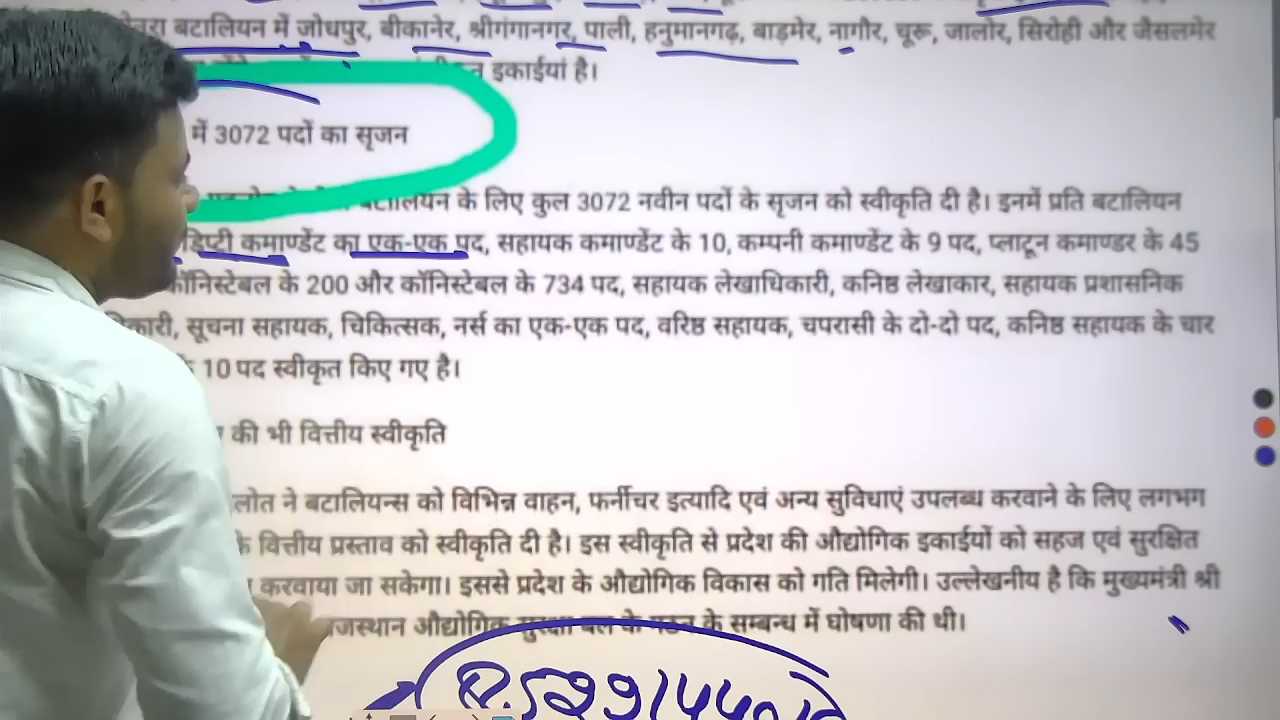 बटालियन में जोधपुर, बीकानेर, श्रीगंगानगर, पाली, हनुमानगढ़, बाड़मेर, नागौर, चूरू, जालोर, सिरोही और जैसलमेर
इकाईयां है।
में 3072 पदों का सृजन
के लिए कुल 3072 नवीन पदों के सृजन को स्वीकृति दी है। इनमें प्रति बटालियन
डिप्टी कमाण्डेंट का एक-एक पद, सहायक कमाण्डेंट के 10, कम्पनी कमाण्डेंट के 9 पद, प्लाटून कमाण्डर के 45
के 200 और कॉनिस्टेबल के 734 पद, सहायक लेखाधिकारी, कनिष्ठ लेखाकार, सहायक प्रशासनिक
सूचना सहायक, चिकित्सक, नर्स का एक-एक पद, वरिष्ठ सहायक, चपरासी के दो-दो पद, कनिष्ठ सहायक के चार
10 पद स्वीकृत किए गए है।
की भी वित्तीय स्वीकृति
ने बटालियन्स को विभिन्न वाहन, फर्नीचर इत्यादि एवं अन्य सुविधाएं उपलब्ध करवाने के लिए लगभग
वित्तीय प्रस्ताव को स्वीकृति दी है। इस स्वीकृति से प्रदेश की औद्योगिक इकाईयों को सहज एवं सुरक्षित
करवाया जा सकेगा। इससे प्रदेश के औद्योगिक विकास को गति मिलेगी। उल्लेखनीय है कि मुख्यमंत्री श्री
औद्योगिक सुरक्षा बल के गठन के सम्बन्ध में घोषणा की थी।